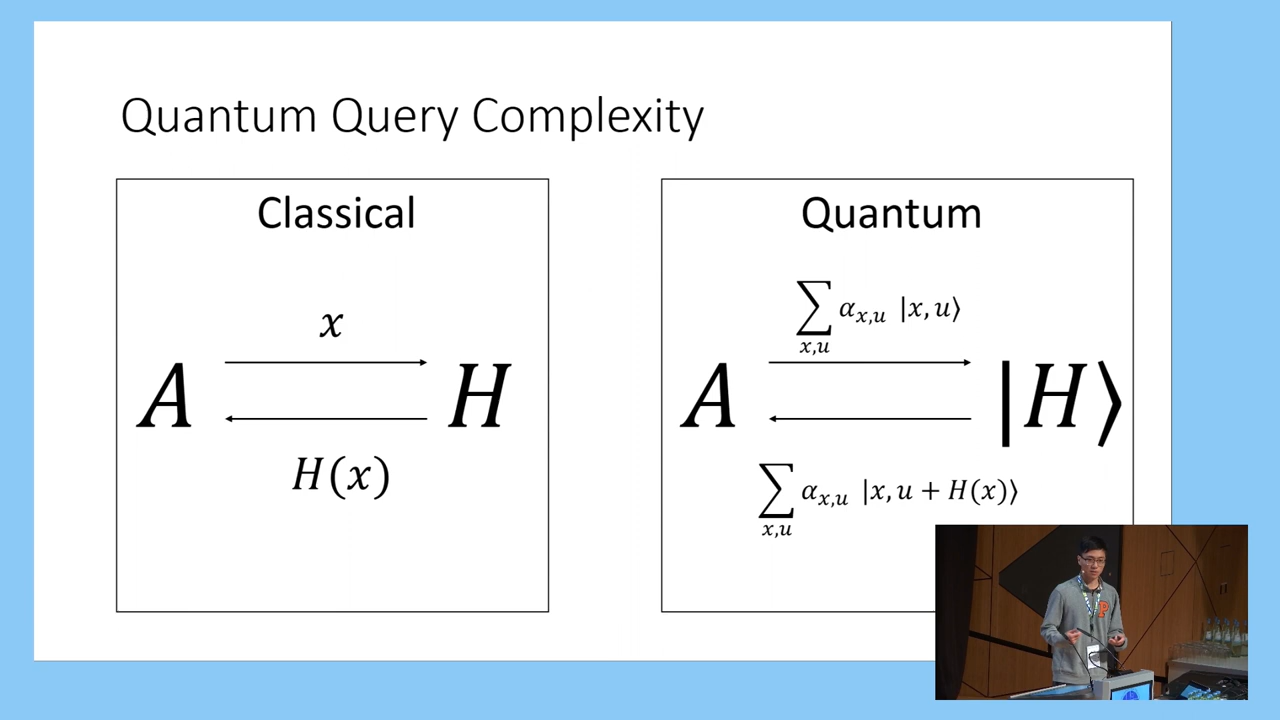 Quantum Query Complexity
Classical
x
A H
H(x)
Quantum
∑_{x,u} α_{x,u} |x, u⟩
A |H⟩
∑_{x,u} α_{x,u} |x, u + H(x)⟩
P